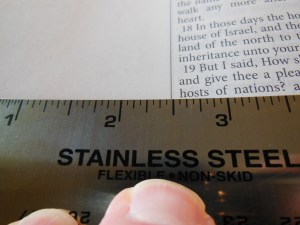 walk any more after
heart.
18 In those days the ho
house of Israel, and the
land of the north to t
inheritance unto your
19 But I said, How s
and give thee a plea
hosts of nations? a
1 2 3
STAINLESS STEEL
FLEXIBLE • NON-SKID